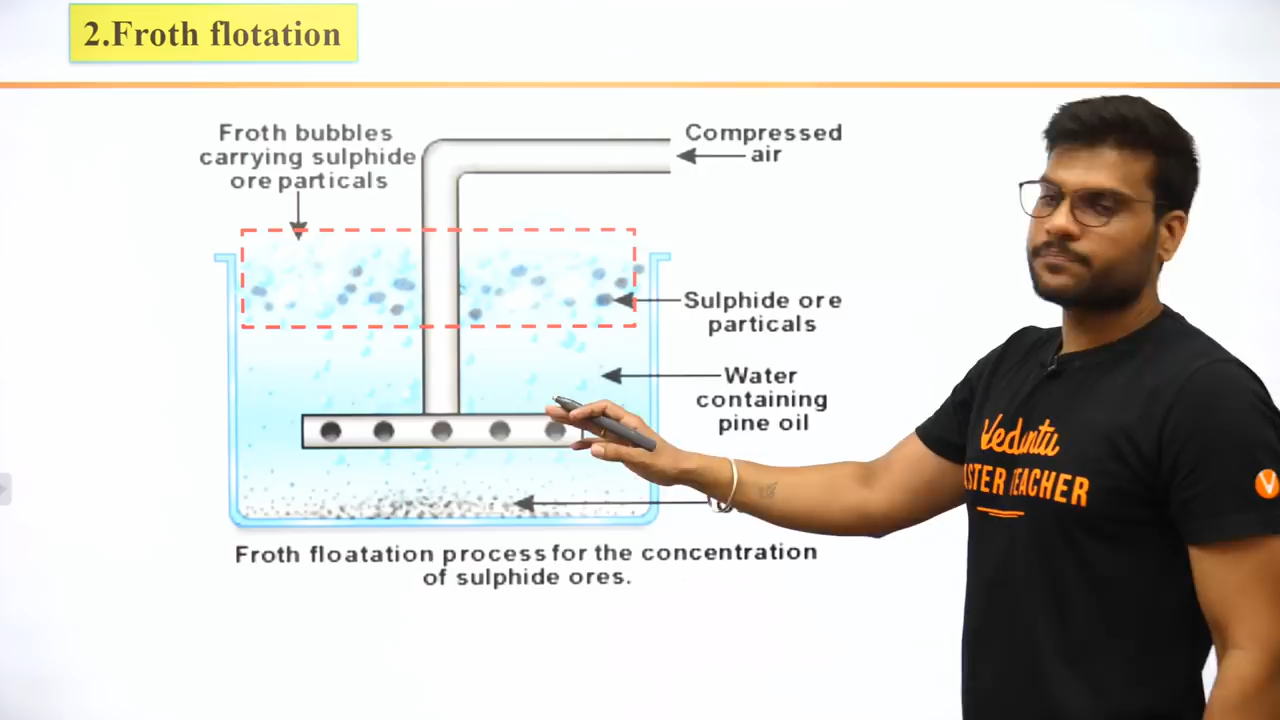 2.Froth flotation
Froth bubbles
carrying sulphide
ore particals
Compressed
air
Sulphide ore
particals
Water
containing
pine oil
Froth floatation process for the concentration
of sulphide ores.
Vedantu
TEACHER